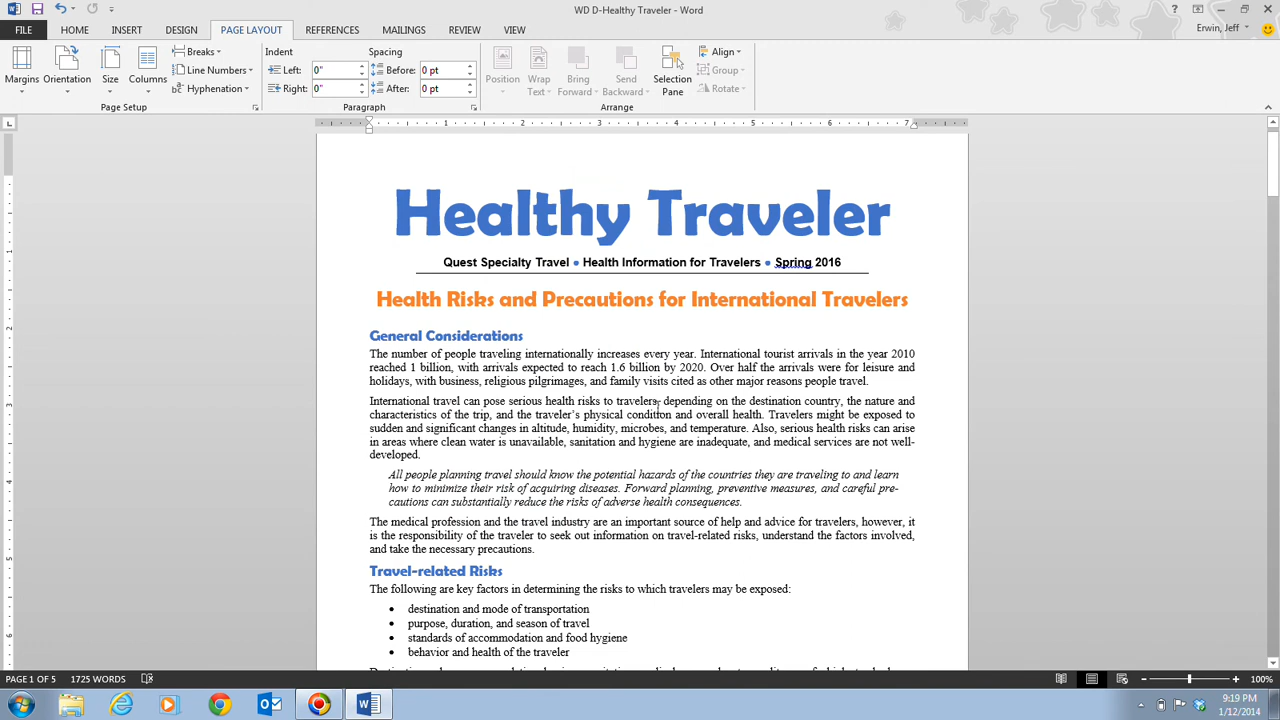 WD D-Healthy Traveler - Word
FILE HOME INSERT DESIGN PAGE LAYOUT REFERENCES MAILINGS REVIEW VIEW Erwin, Jeff
Margins Orientation Size Columns Breaks Line Numbers Hyphenation
Page Setup
Indent Spacing
Left: 0" Before: 0 pt
Right: 0" After: 0 pt
Paragraph
Position Wrap Text Bring Forward Send Backward Selection Pane Align Group Rotate
Arrange
1 2 3 4 5 6 7
Healthy Traveler
Quest Specialty Travel ● Health Information for Travelers ● Spring 2016
Health Risks and Precautions for International Travelers
General Considerations
The number of people traveling internationally increases every year. International tourist arrivals in the year 2010
reached 1 billion, with arrivals expected to reach 1.6 billion by 2020. Over half the arrivals were for leisure and
holidays, with business, religious pilgrimages, and family visits cited as other major reasons people travel.
International travel can pose serious health risks to travelers, depending on the destination country, the nature and
characteristics of the trip, and the traveler's physical condition and overall health. Travelers might be exposed to
sudden and significant changes in altitude, humidity, microbes, and temperature. Also, serious health risks can arise
in areas where clean water is unavailable, sanitation and hygiene are inadequate, and medical services are not well-
developed.
All people planning travel should know the potential hazards of the countries they are traveling to and learn
how to minimize their risk of acquiring diseases. Forward planning, preventive measures, and careful pre-
cautions can substantially reduce the risks of adverse health consequences.
The medical profession and the travel industry are an important source of help and advice for travelers, however, it
is the responsibility of the traveler to seek out information on travel-related risks, understand the factors involved,
and take the necessary precautions.
Travel-related Risks
The following are key factors in determining the risks to which travelers may be exposed:
• destination and mode of transportation
• purpose, duration, and season of travel
• standards of accommodation and food hygiene
• behavior and health of the traveler
PAGE 1 OF 5 1725 WORDS 100%
9:19 PM
1/12/2014